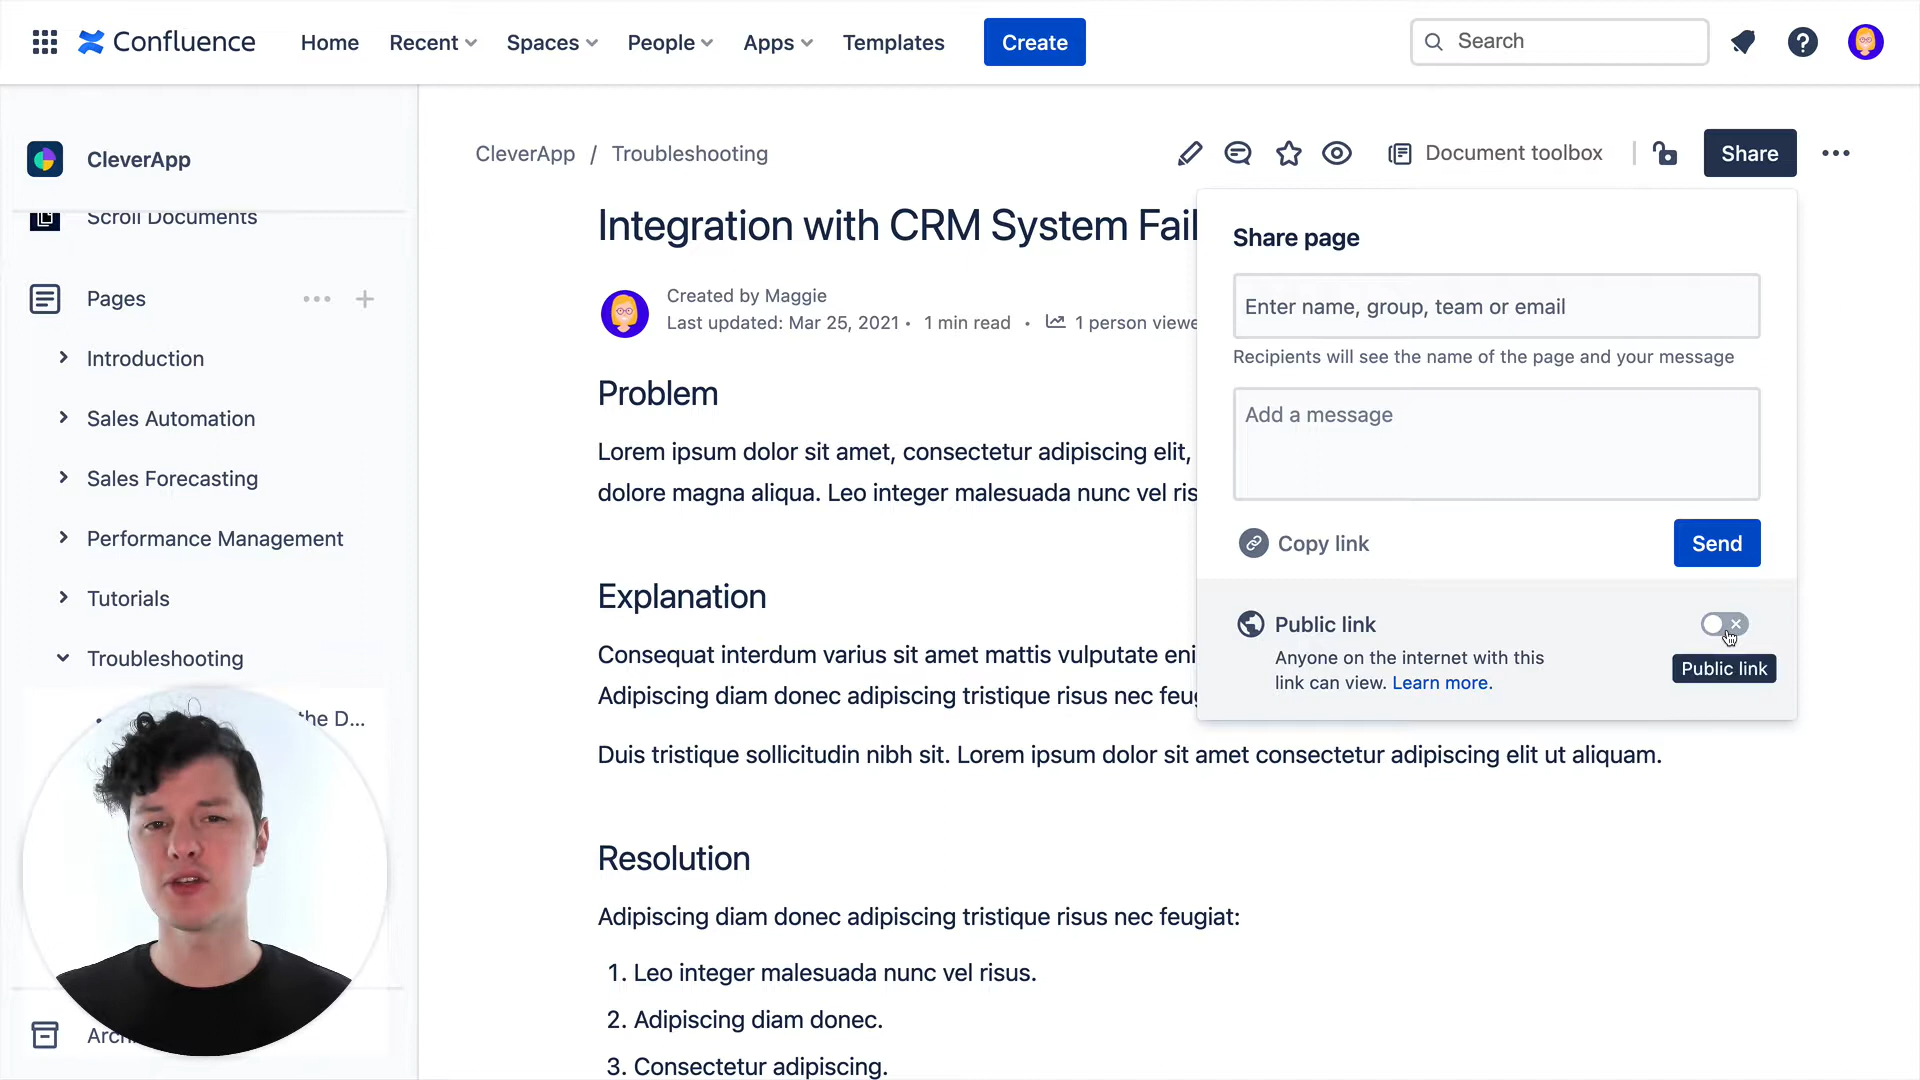 Confluence
Home
Recent
Spaces
People
Apps
Templates
Create
Search
?
CleverApp
Scroll Documents
Pages
Introduction
Sales Automation
Sales Forecasting
Performance Management
Tutorials
Troubleshooting
the D...
CleverApp / Troubleshooting
Document toolbox
Share
Integration with CRM System Fail
Created by Maggie
Last updated: Mar 25, 2021 • 1 min read • 1 person viewe
Problem
Lorem ipsum dolor sit amet, consectetur adipiscing elit,
dolore magna aliqua. Leo integer malesuada nunc vel ris
Explanation
Consequat interdum varius sit amet mattis vulputate eni
Adipiscing diam donec adipiscing tristique risus nec feug
Duis tristique sollicitudin nibh sit. Lorem ipsum dolor sit amet consectetur adipiscing elit ut aliquam.
Resolution
Adipiscing diam donec adipiscing tristique risus nec feugiat:
1. Leo integer malesuada nunc vel risus.
2. Adipiscing diam donec.
3. Consectetur adipiscing.
Share page
Enter name, group, team or email
Recipients will see the name of the page and your message
Add a message
Copy link
Send
Public link
Anyone on the internet with this
link can view. Learn more.
Public link